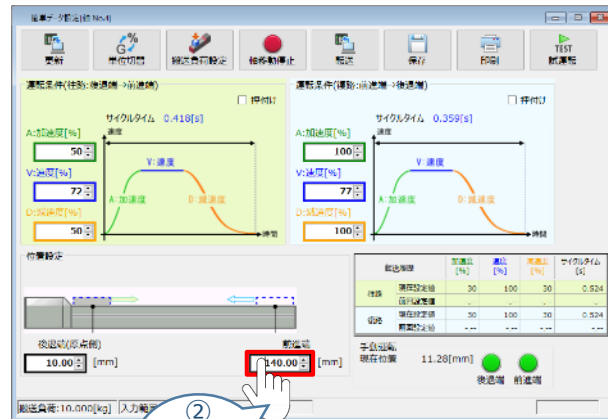 簡単データ設定[軸 No.4]
更新
単位切替
搬送負荷設定
軸移動停止
転送
保存
印刷
TEST
試運転
運転条件(往路:後退端→前進端)
押付け
サイクルタイム 0.418[s]
A:加速度[%]
50
V:速度[%]
72
D:減速度[%]
50
速度
V:速度
A:加速度
D:減速度
時間
運転条件(復路:前進端→後退端)
押付け
サイクルタイム 0.359[s]
A:加速度[%]
100
V:速度[%]
77
D:減速度[%]
100
速度
V:速度
A:加速度
D:減速度
時間
位置設定
後退端(原点側)
10.00 [mm]
前進端
140.00 [mm]
転送履歴 加速度[%] 速度[%] 減速度[%] サイクルタイム[s]
往路 現在設定値 30 100 30 0.524
前回設定値 - - - -.--
復路 現在設定値 30 100 30 0.524
前回設定値 -.-- - -.-- -.--
手動運転
現在位置 11.28[mm]
後退端 前進端
搬送負荷:10.000[kg] 入力範
②